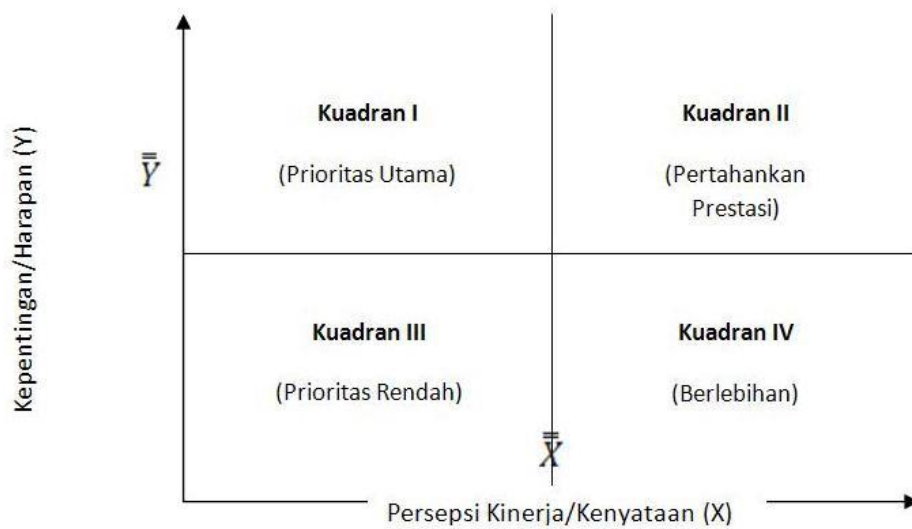 Kepentingan/Harapan (Y)
Kuadran I
(Prioritas Utama)
Kuadran II
(Pertahankan
Prestasi)
Y̿
Kuadran III
(Prioritas Rendah)
Kuadran IV
(Berlebihan)
X̿
Persepsi Kinerja/Kenyataan (X)